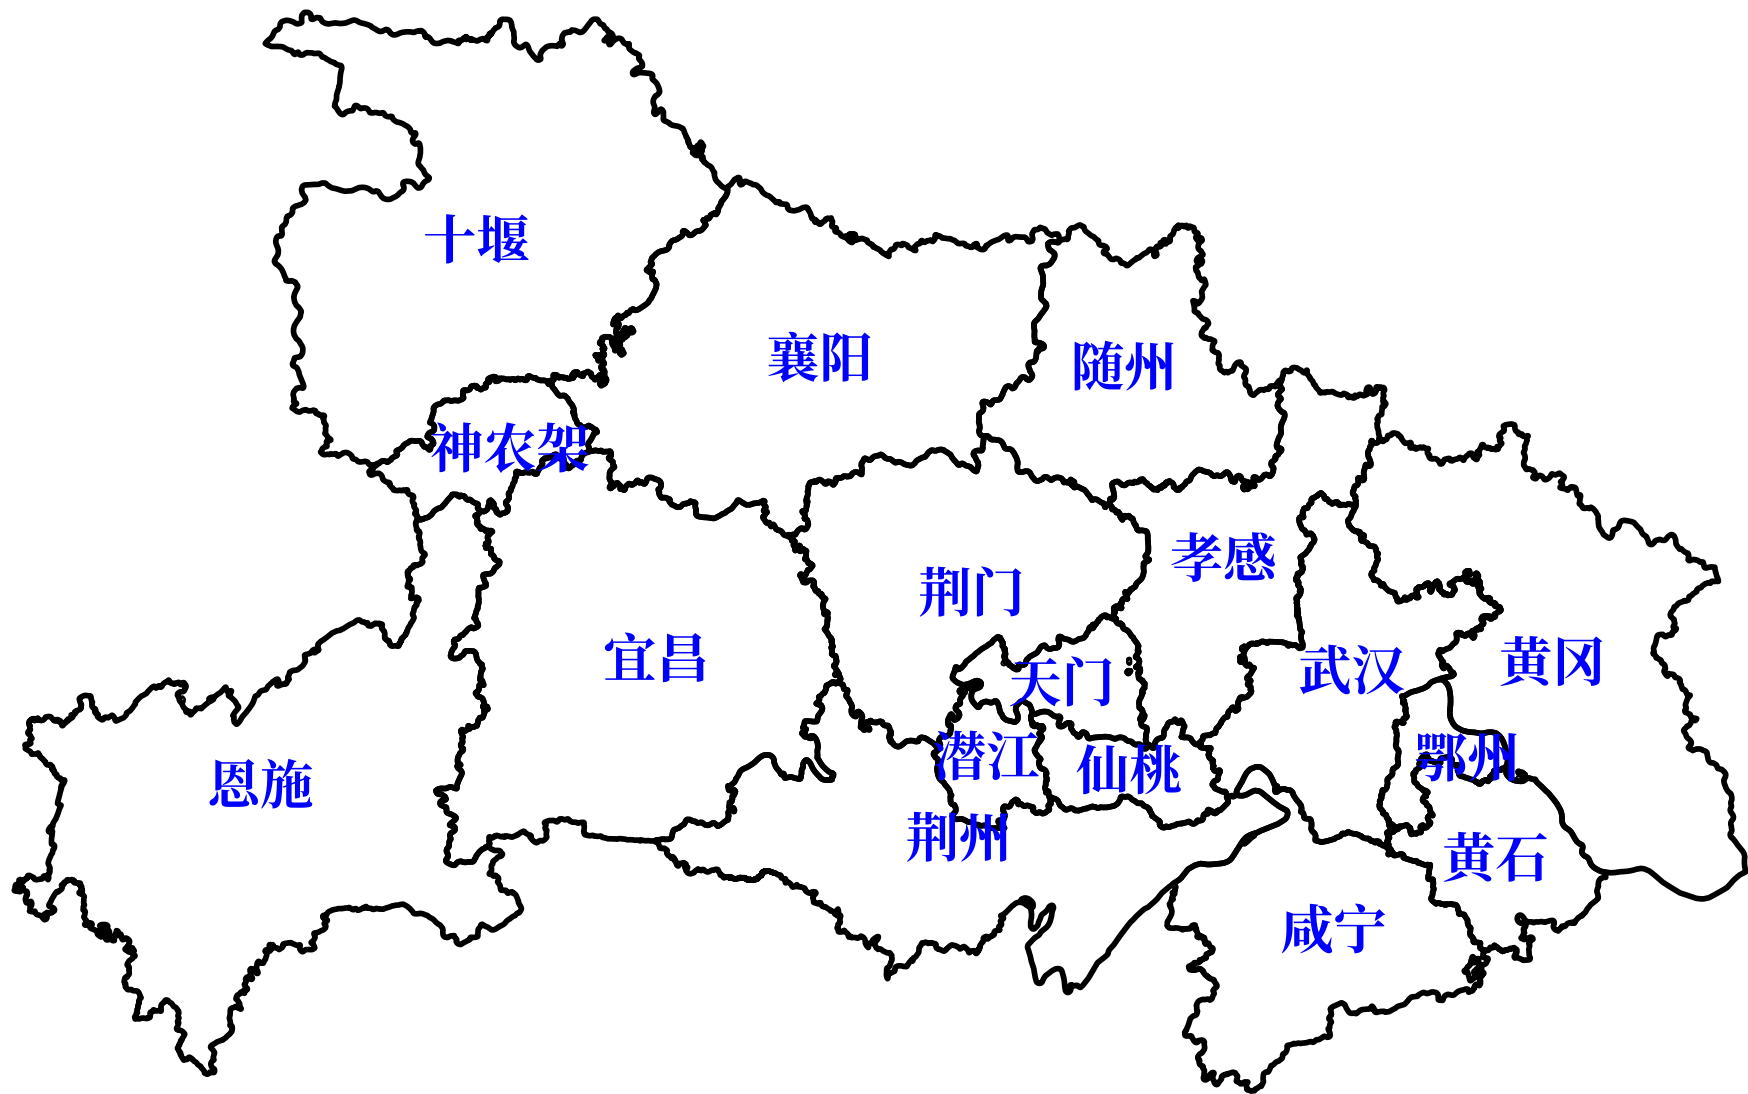 十堰
襄阳
随州
神农架
孝感
荆门
宜昌
天门
武汉
黄冈
潜江
仙桃
鄂州
恩施
荆州
黄石
咸宁